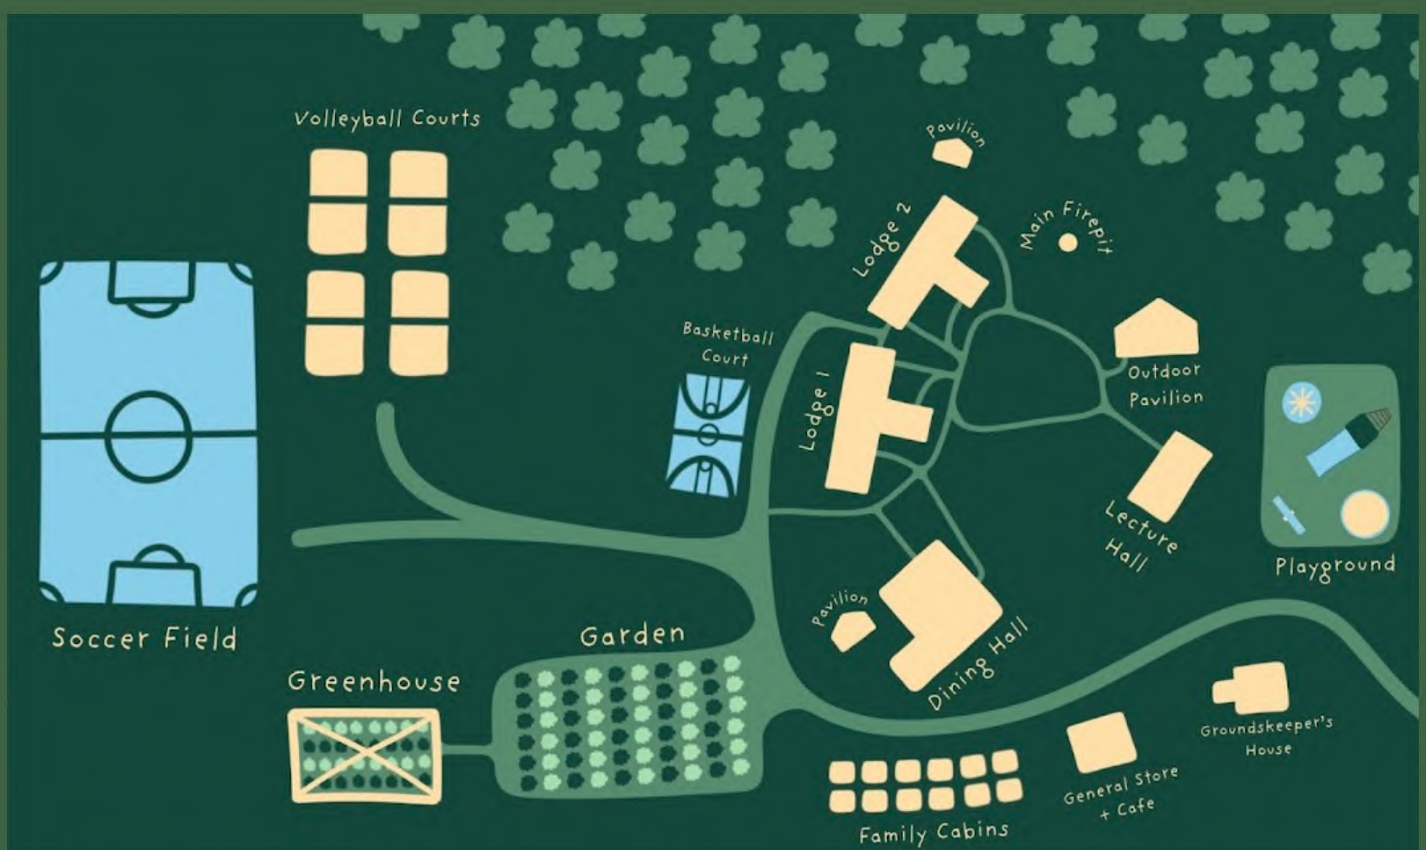 Volleyball Courts
Pavilion
Lodge 2
Main Firepit
Basketball
Court
Lodge 1
Outdoor
Pavilion
Lecture
Hall
Playground
Soccer Field
Garden
Pavilion
Dining Hall
Greenhouse
Groundskeeper's
House
General Store
+ Cafe
Family Cabins